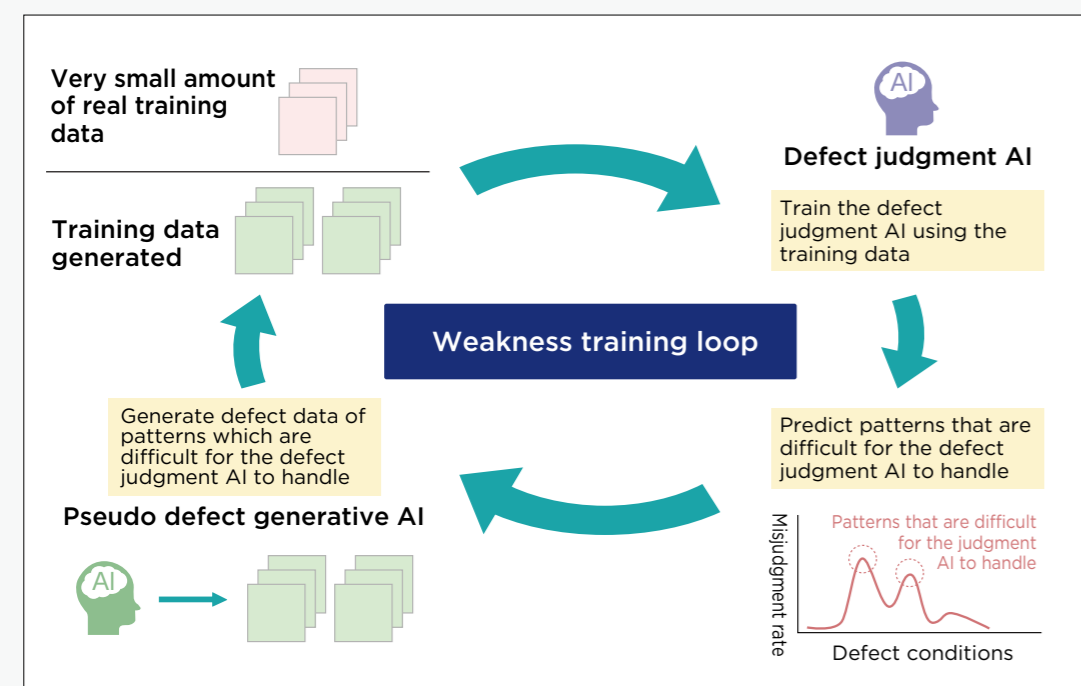 Very small amount
of real training
data
Training data
generated
AI
Defect judgment AI
Train the defect
judgment AI using the
training data
Weakness training loop
Generate defect data of
patterns which are
difficult for the defect
judgment AI to handle
Pseudo defect generative AI
AI
Predict patterns that are
difficult for the defect
judgment AI to handle
Patterns that are difficult
for the judgment
AI to handle
Misjudgment rate
Defect conditions